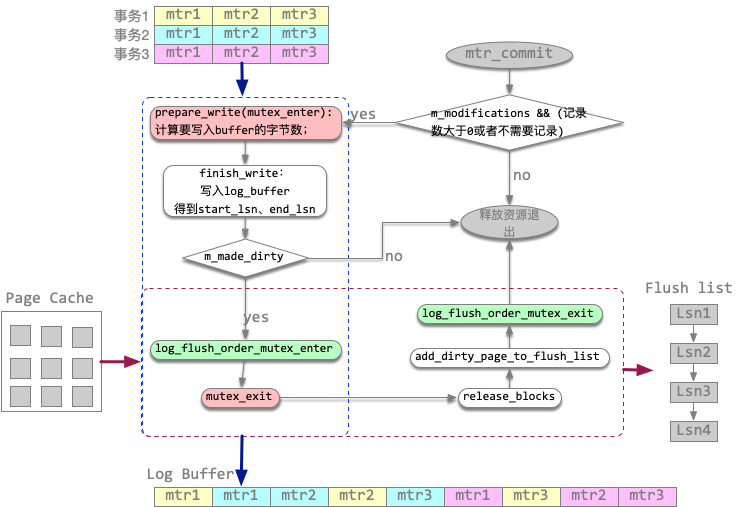 事务1 mtr1 mtr2 mtr3
事务2 mtr1 mtr2 mtr3
事务3 mtr1 mtr2 mtr3
mtr_commit
m_modifications && (记录
数大于0或者不需要记录)
yes
no
prepare_write(mutex_enter):
计算要写入buffer的字节数;
finish_write:
写入log_buffer
得到start_lsn、end_lsn
m_made_dirty
no
yes
释放资源退
出
log_flush_order_mutex_enter
mutex_exit
release_blocks
add_dirty_page_to_flush_list
log_flush_order_mutex_exit
Page Cache
Flush list
Lsn1
Lsn2
Lsn3
Lsn4
Log Buffer
mtr1 mtr1 mtr2 mtr2 mtr3 mtr1 mtr3 mtr2 mtr3